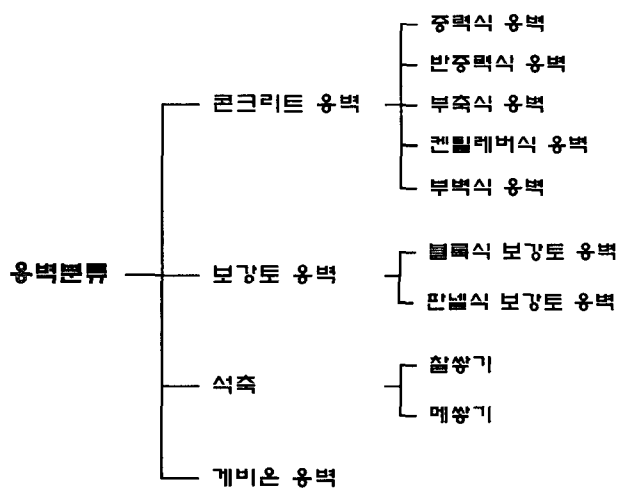 중력식 옹벽
반중력식 옹벽
콘크리트 옹벽
부축식 옹벽
켄틸레버식 옹벽
부벽식 옹벽
옹벽분류
보강토 옹벽
블록식 보강토 옹벽
판넬식 보강토 옹벽
석축
찰쌓기
메쌓기
게비온 옹벽